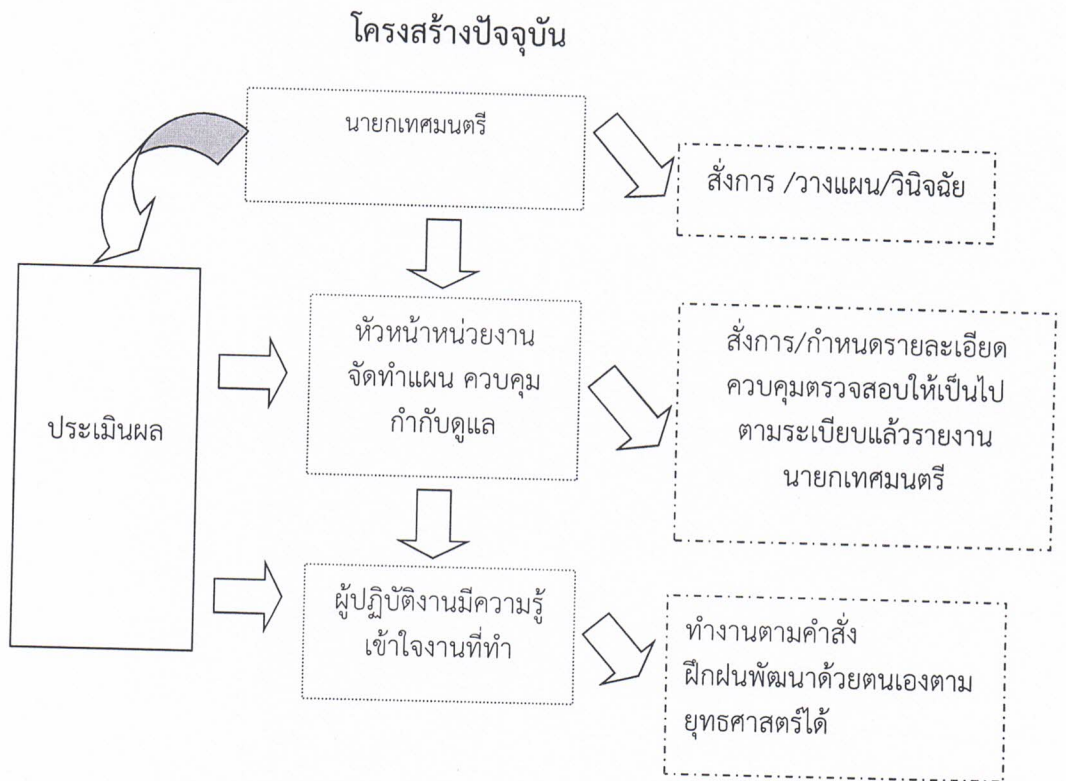 โครงสร้างปัจจุบัน
นายกเทศมนตรี
สั่งการ /วางแผน/วินิจฉัย
หัวหน้าหน่วยงาน
จัดทำแผน ควบคุม
กำกับดูแล
สั่งการ/กำหนดรายละเอียด
ควบคุมตรวจสอบให้เป็นไป
ตามระเบียบแล้วรายงาน
นายกเทศมนตรี
ประเมินผล
ผู้ปฏิบัติงานมีความรู้
เข้าใจงานที่ทำ
ทำงานตามคำสั่ง
ฝึกฝนพัฒนาด้วยตนเองตาม
ยุทธศาสตร์ได้